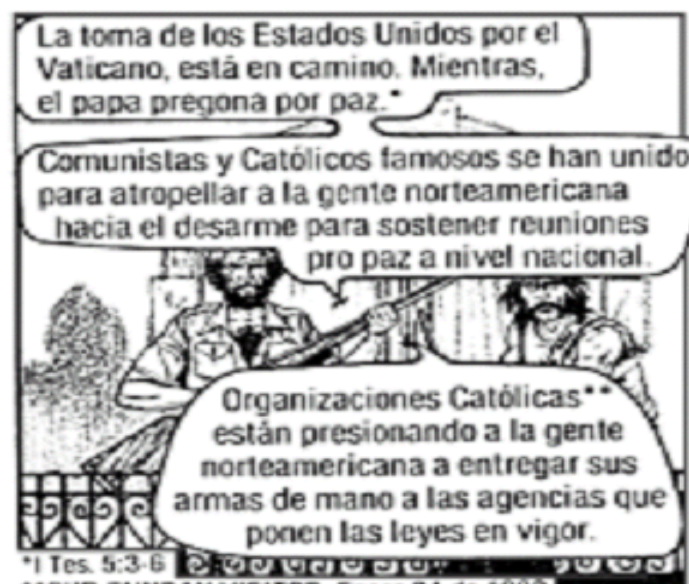 La toma de los Estados Unidos por el
Vaticano, está en camino. Mientras,
el papa pregona por paz.*
Comunistas y Católicos famosos se han unido
para atropellar a la gente norteamericana
hacia el desarme para sostener reuniones
pro paz a nivel nacional.
Organizaciones Católicas**
están presionando a la gente
norteamericana a entregar sus
armas de mano a las agencias que
ponen las leyes en vigor.
*I Tes. 5:3-6